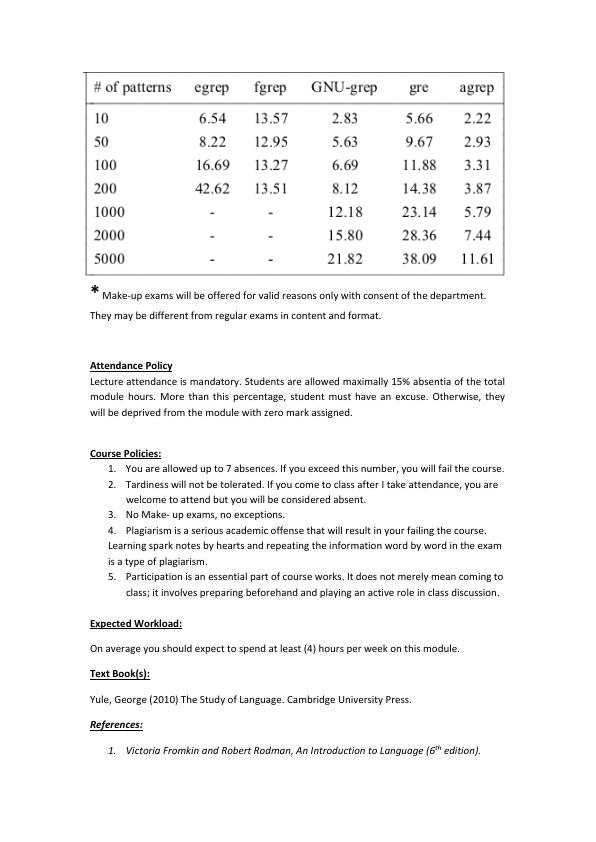 # of patterns egrep fgrep GNU-grep gre agrep
10 6.54 13.57 2.83 5.66 2.22
50 8.22 12.95 5.63 9.67 2.93
100 16.69 13.27 6.69 11.88 3.31
200 42.62 13.51 8.12 14.38 3.87
1000 - - 12.18 23.14 5.79
2000 - - 15.80 28.36 7.44
5000 - - 21.82 38.09 11.61
* Make-up exams will be offered for valid reasons only with consent of the department.
They may be different from regular exams in content and format.
Attendance Policy
Lecture attendance is mandatory. Students are allowed maximally 15% absentia of the total
module hours. More than this percentage, student must have an excuse. Otherwise, they
will be deprived from the module with zero mark assigned.
Course Policies:
1. You are allowed up to 7 absences. If you exceed this number, you will fail the course.
2. Tardiness will not be tolerated. If you come to class after I take attendance, you are
welcome to attend but you will be considered absent.
3. No Make- up exams, no exceptions.
4. Plagiarism is a serious academic offense that will result in your failing the course.
Learning spark notes by hearts and repeating the information word by word in the exam
is a type of plagiarism.
5. Participation is an essential part of course works. It does not merely mean coming to
class; it involves preparing beforehand and playing an active role in class discussion.
Expected Workload:
On average you should expect to spend at least (4) hours per week on this module.
Text Book(s):
Yule, George (2010) The Study of Language. Cambridge University Press.
References:
1. Victoria Fromkin and Robert Rodman, An Introduction to Language (6th edition).